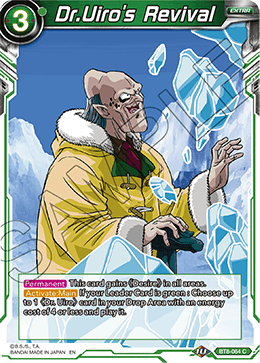 3
Dr.Uiro's Revival
EXTRA
Permanent This card gains 《Desire》 in all areas.
Activate:Main If your Leader Card is green : Choose up
to 1 《Dr. Uiro》 card in your Drop Area with an energy
cost of 4 or less and play it.
©B.S./S., T.A.
BANDAI MADE IN JAPAN EN
BT8-064 C